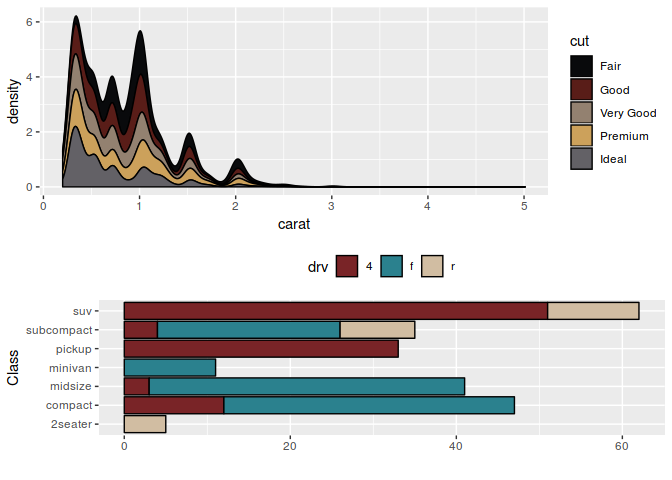 6
4
2
0
density
0
1
2
3
4
5
carat
cut
Fair
Good
Very Good
Premium
Ideal
drv
4
f
r
Class
suv
subcompact
pickup
minivan
midsize
compact
2seater
0
20
40
60